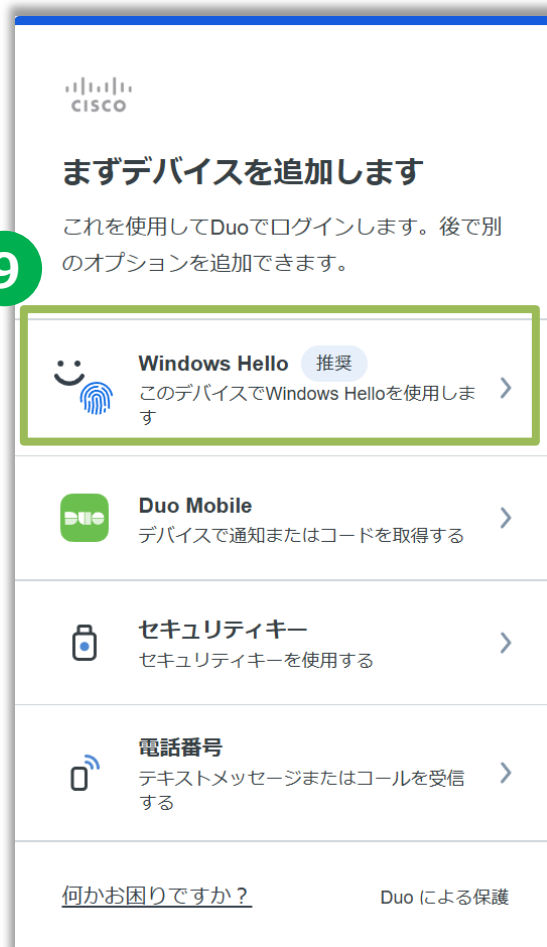 CISCO
まずデバイスを追加します
これを使用してDuoでログインします。後で別
のオプションを追加できます。
9
Windows Hello 推奨
このデバイスでWindows Helloを使用しま
す
DUO
Duo Mobile
デバイスで通知またはコードを取得する
セキュリティキー
セキュリティキーを使用する
電話番号
テキストメッセージまたはコールを受信
する
何かお困りですか？ Duo による保護